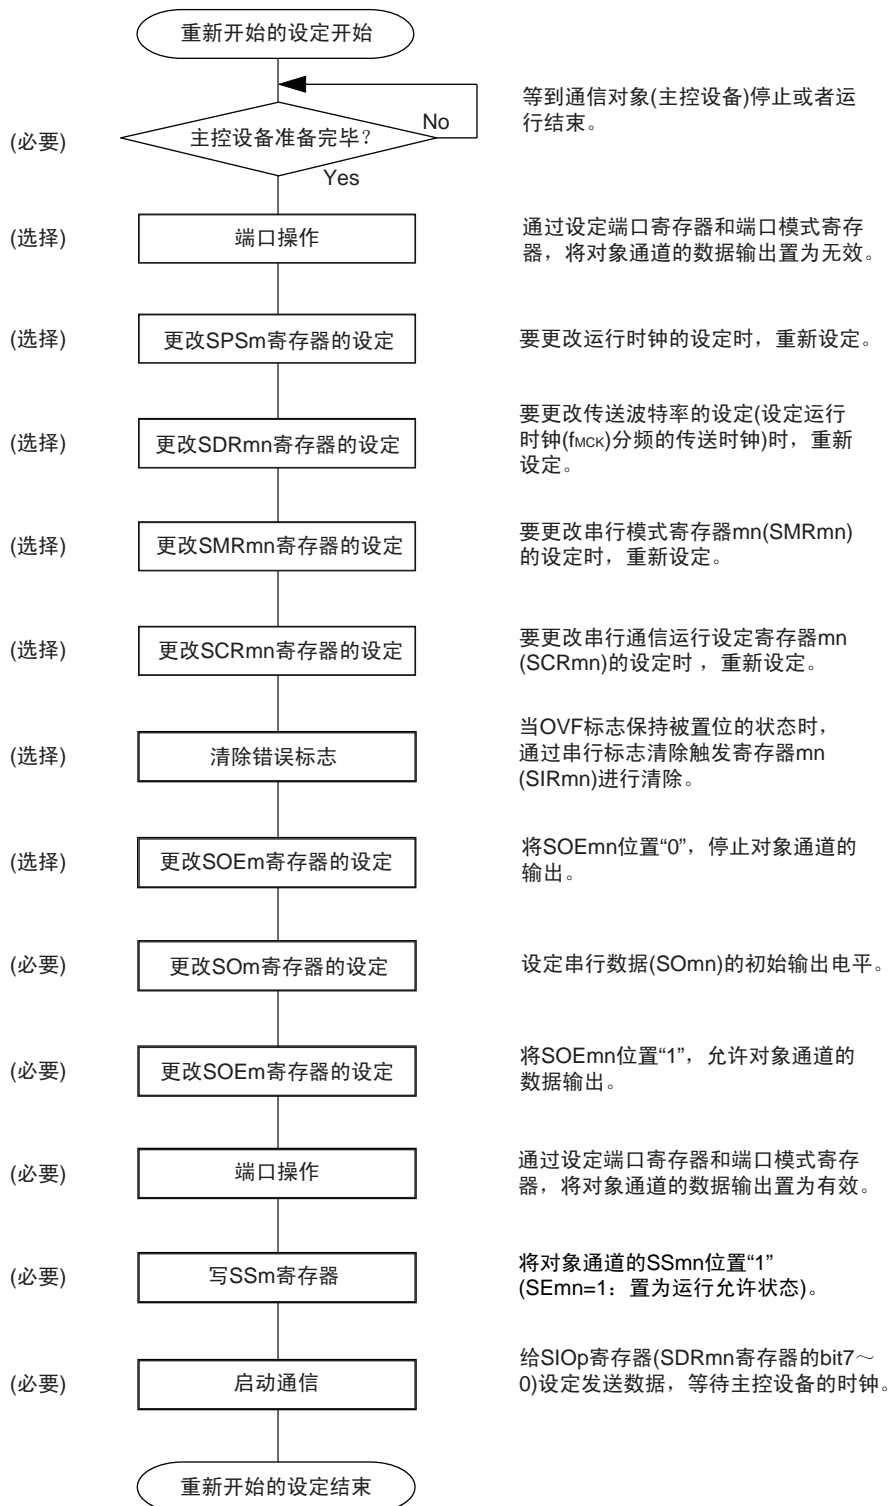 重新开始的设定开始
等到通信对象(主控设备)停止或者运
行结束。
(必要)
主控设备准备完毕？
No
Yes
(选择)
端口操作
通过设定端口寄存器和端口模式寄存
器，将对象通道的数据输出置为无效。
(选择)
更改SPSm寄存器的设定
要更改运行时钟的设定时，重新设定。
(选择)
更改SDRmn寄存器的设定
要更改传送波特率的设定(设定运行
时钟(fMCK)分频的传送时钟)时，重新
设定。
(选择)
更改SMRmn寄存器的设定
要更改串行模式寄存器mn(SMRmn)
的设定时，重新设定。
(选择)
更改SCRmn寄存器的设定
要更改串行通信运行设定寄存器mn
(SCRmn)的设定时，重新设定。
(选择)
清除错误标志
当OVF标志保持被置位的状态时，
通过串行标志清除触发寄存器mn
(SIRmn)进行清除。
(选择)
更改SOEm寄存器的设定
将SOEmn位置“0”，停止对象通道的
输出。
(必要)
更改SOm寄存器的设定
设定串行数据(SOmn)的初始输出电平。
(必要)
更改SOEm寄存器的设定
将SOEmn位置“1”，允许对象通道的
数据输出。
(必要)
端口操作
通过设定端口寄存器和端口模式寄存
器，将对象通道的数据输出置为有效。
(必要)
写SSm寄存器
将对象通道的SSmn位置“1”
(SEmn=1：置为运行允许状态)。
(必要)
启动通信
给SIOp寄存器(SDRmn寄存器的bit7～
0)设定发送数据，等待主控设备的时钟。
重新开始的设定结束